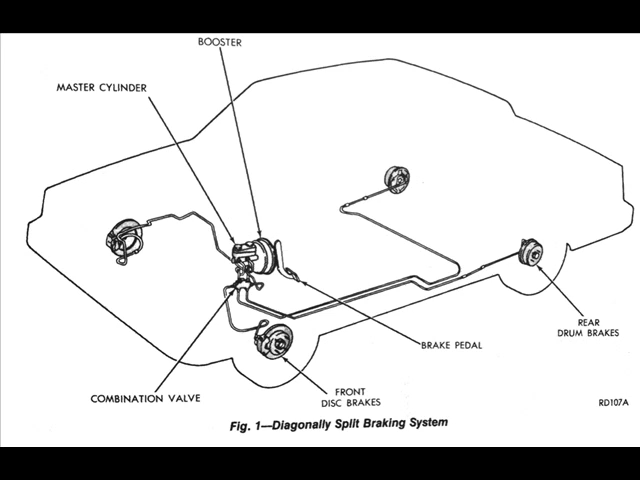 BOOSTER
MASTER CYLINDER
BRAKE PEDAL
REAR
DRUM BRAKES
COMBINATION VALVE
FRONT
DISC BRAKES
RD107A
Fig. 1—Diagonally Split Braking System